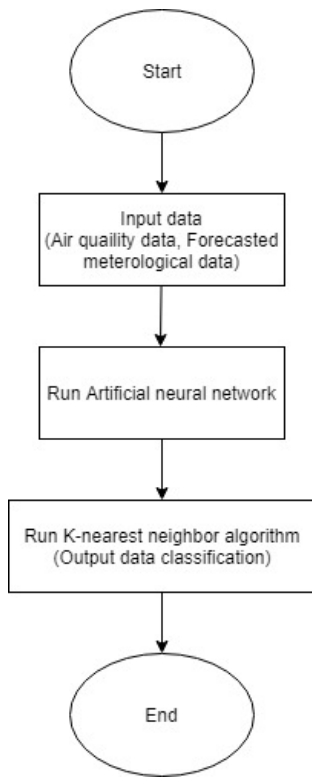 Start
Input data
(Air quaility data, Forecasted
meterological data)
Run Artificial neural network
Run K-nearest neighbor algorithm
(Output data classification)
End